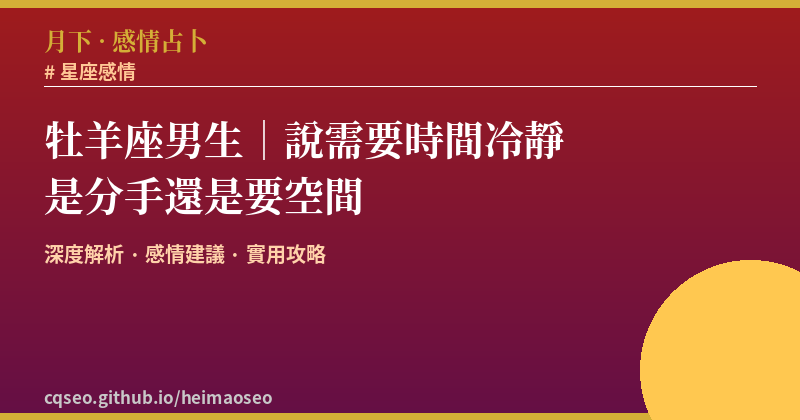 月下 · 感情占卜
# 星座感情
牡羊座男生｜說需要時間冷靜
是分手還是要空間
深度解析 · 感情建議 · 實用攻略
cqseo.github.io/heimaoseo